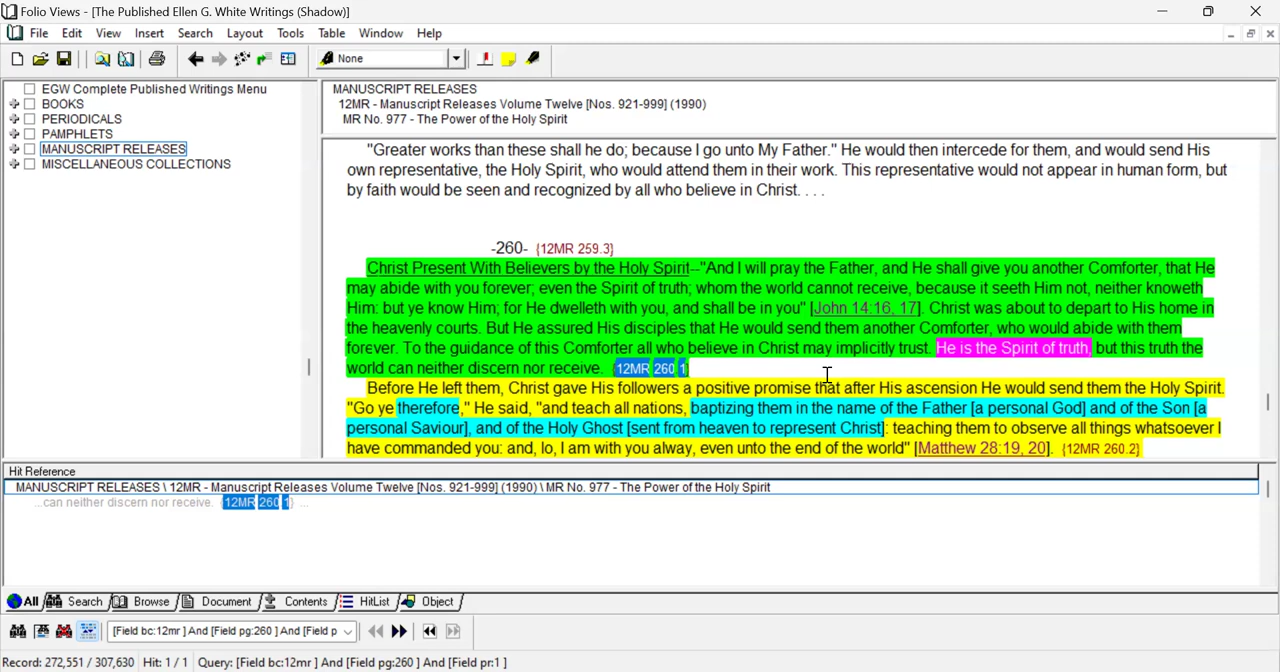 Folio Views - [The Published Ellen G. White Writings (Shadow)]
File Edit View Insert Search Layout Tools Table Window Help
None
EGW Complete Published Writings Menu
BOOKS
PERIODICALS
PAMPHLETS
MANUSCRIPT RELEASES
MISCELLANEOUS COLLECTIONS
MANUSCRIPT RELEASES
12MR - Manuscript Releases Volume Twelve [Nos. 921-999] (1990)
MR No. 977 - The Power of the Holy Spirit
"Greater works than these shall he do; because I go unto My Father." He would then intercede for them, and would send His
own representative, the Holy Spirit, who would attend them in their work. This representative would not appear in human form, but
by faith would be seen and recognized by all who believe in Christ. . . .
-260- {12MR 259.3}
Christ Present With Believers by the Holy Spirit--"And I will pray the Father, and He shall give you another Comforter, that He
may abide with you forever; even the Spirit of truth; whom the world cannot receive, because it seeth Him not, neither knoweth
Him: but ye know Him; for He dwelleth with you, and shall be in you" [John 14:16, 17]. Christ was about to depart to His home in
the heavenly courts. But He assured His disciples that He would send them another Comforter, who would abide with them
forever. To the guidance of this Comforter all who believe in Christ may implicitly trust. He is the Spirit of truth, but this truth the
world can neither discern nor receive. {12MR 260.1}
Before He left them, Christ gave His followers a positive promise that after His ascension He would send them the Holy Spirit.
"Go ye therefore," He said, "and teach all nations, baptizing them in the name of the Father [a personal God] and of the Son [a
personal Saviour], and of the Holy Ghost [sent from heaven to represent Christ]: teaching them to observe all things whatsoever I
have commanded you: and, lo, I am with you alway, even unto the end of the world" [Matthew 28:19, 20]. {12MR 260.2}
Hit Reference
MANUSCRIPT RELEASES \ 12MR - Manuscript Releases Volume Twelve [Nos. 921-999] (1990) \ MR No. 977 - The Power of the Holy Spirit
...can neither discern nor receive. {12MR 260.1} ...
All Search Browse Document Contents HitList Object
[Field bc:12mr ] And [Field pg:260 ] And [Field p
Record: 272,551 / 307,630 Hit: 1 / 1 Query: [Field bc:12mr ] And [Field pg:260 ] And [Field pr:1 ]